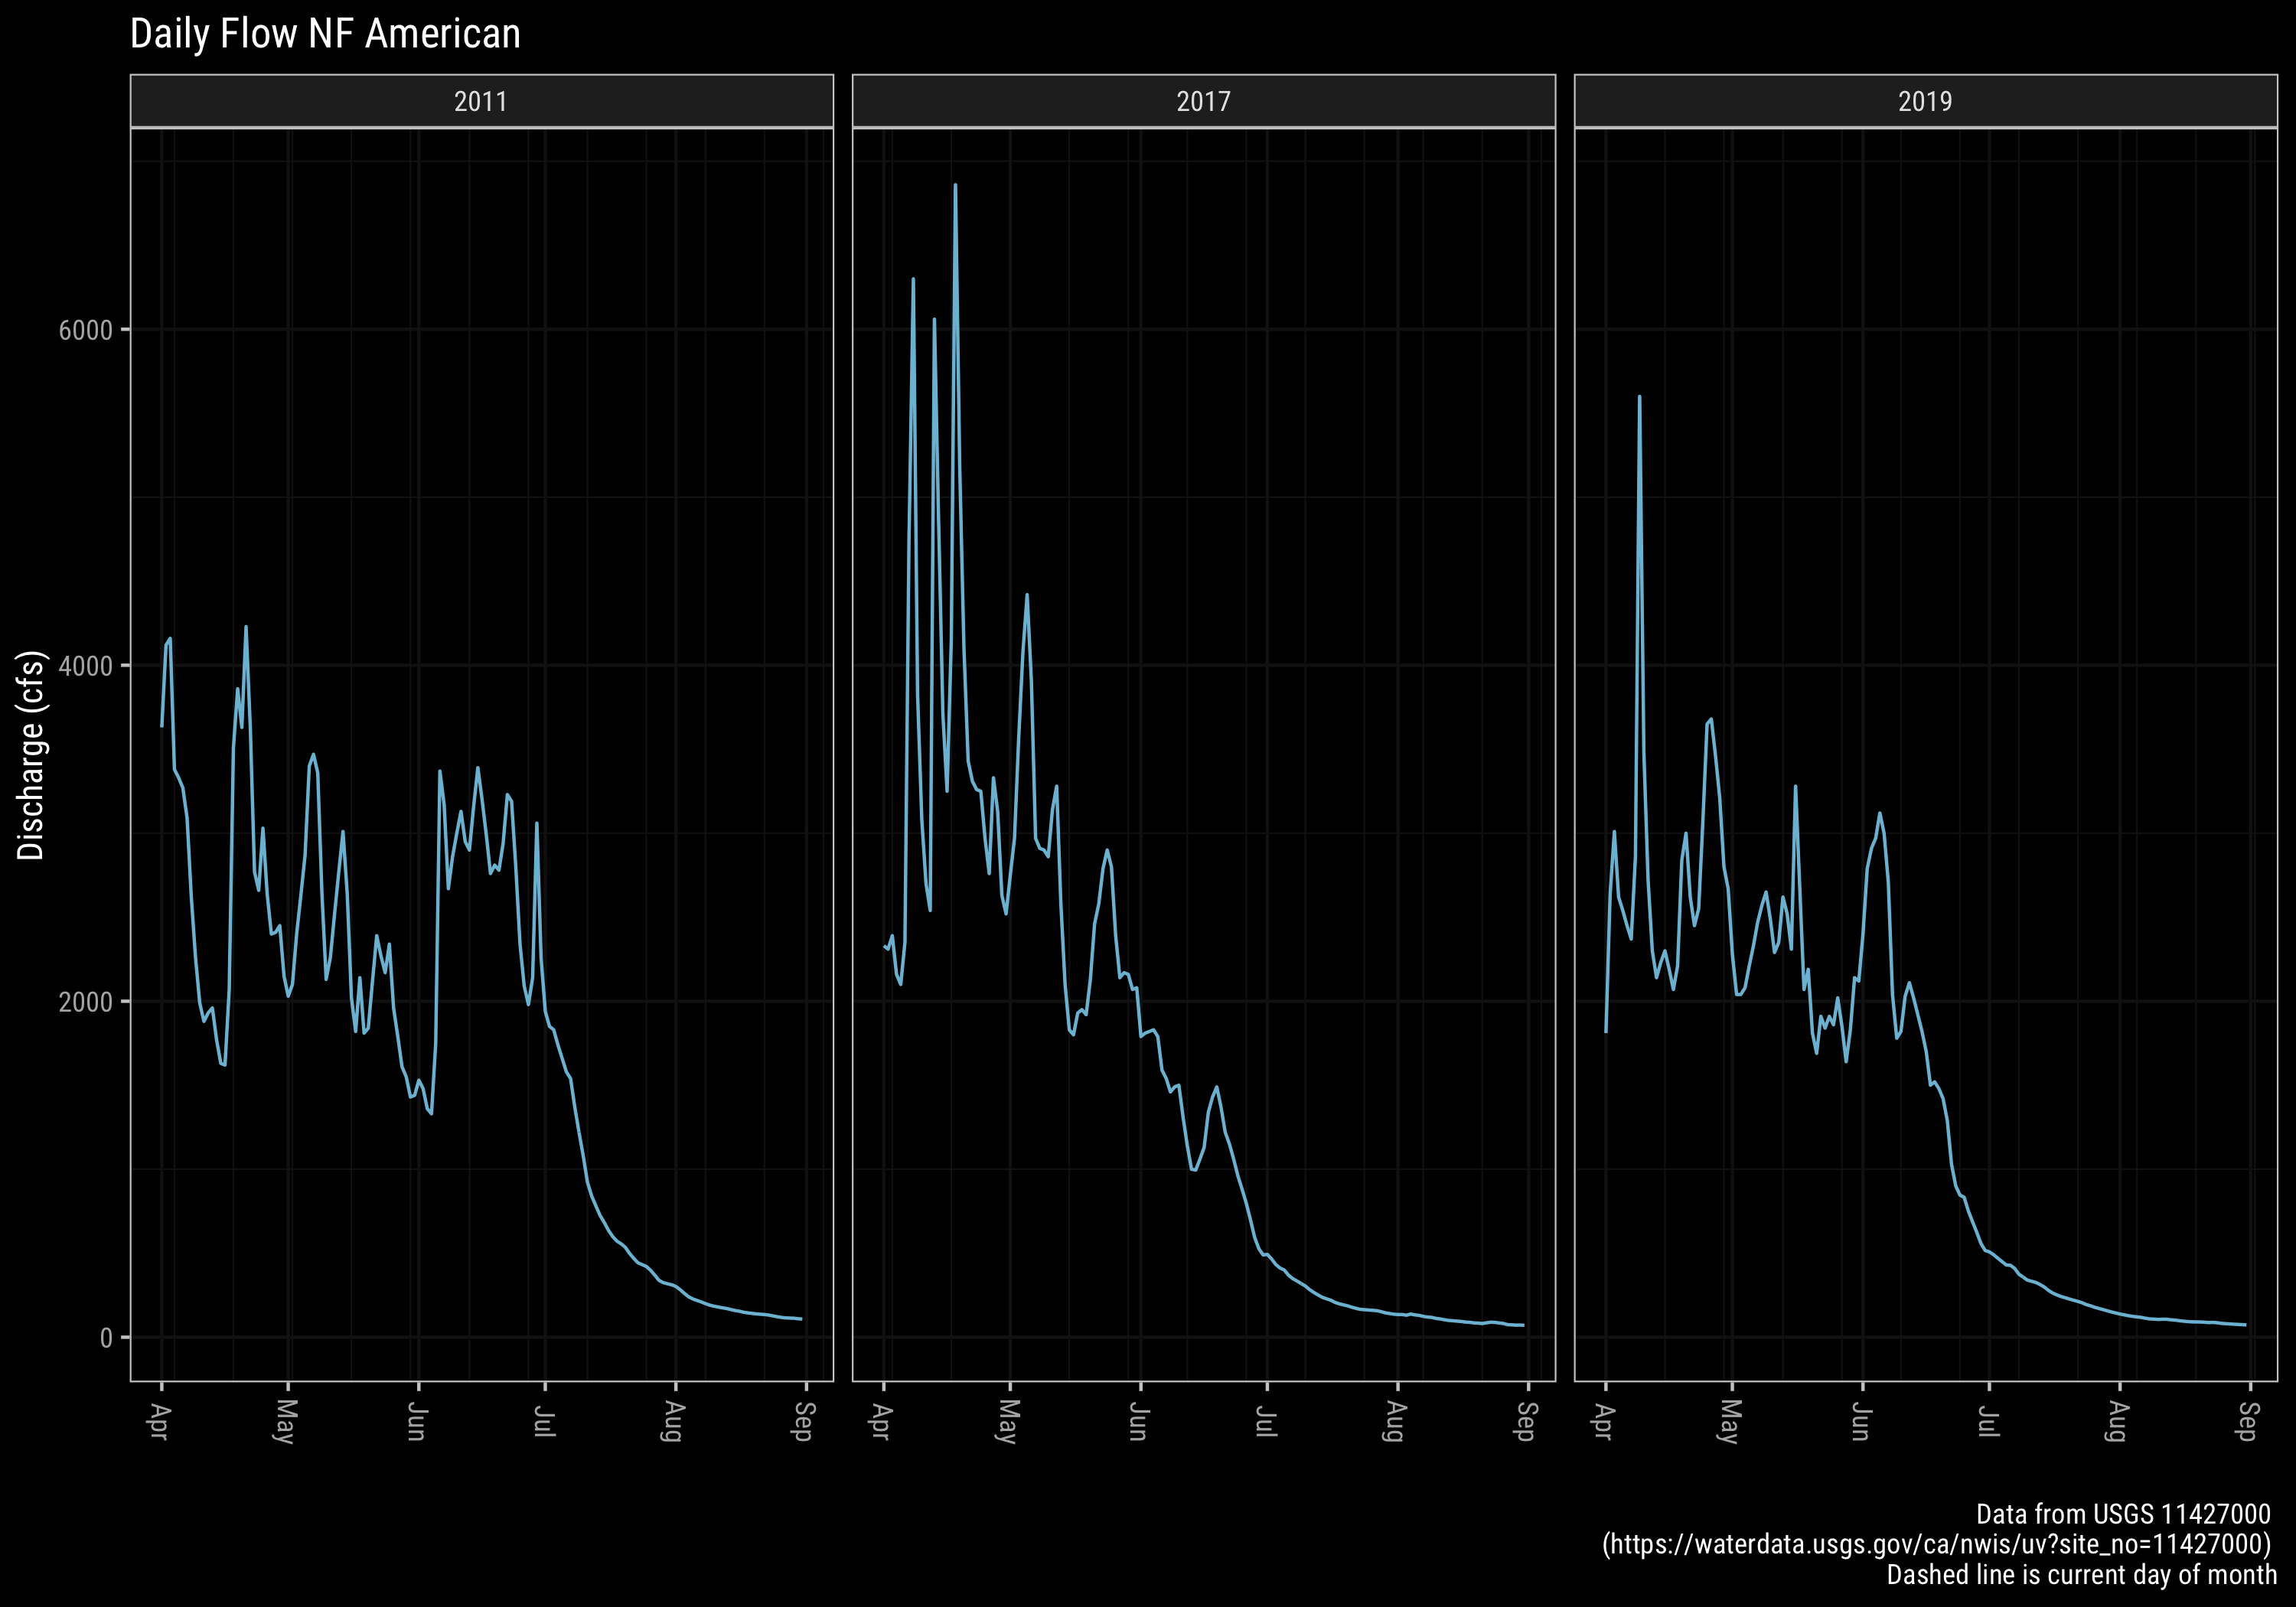 Daily Flow NF American
2011
2017
2019
Discharge (cfs)
6000
4000
2000
0
Apr
May
Jun
Jul
Aug
Sep
Apr
May
Jun
Jul
Aug
Sep
Apr
May
Jun
Jul
Aug
Sep
Data from USGS 11427000
(https://waterdata.usgs.gov/ca/nwis/uv?site_no=11427000)
Dashed line is current day of month